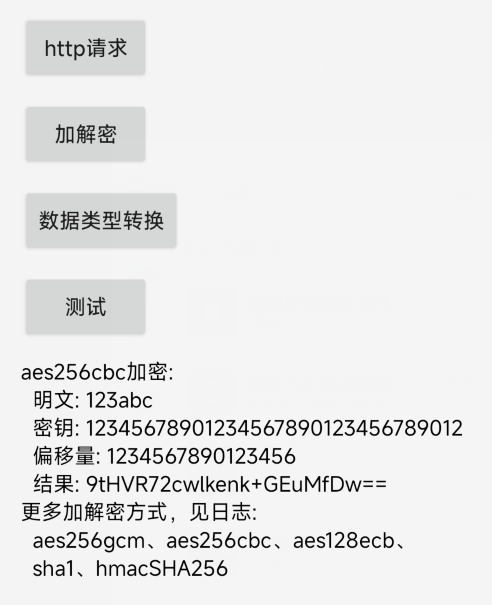 http请求
加解密
数据类型转换
测试
aes256cbc加密:
明文: 123abc
密钥: 12345678901234567890123456789012
偏移量: 1234567890123456
结果: 9tHVR72cwlkenk+GEuMfDw==
更多加解密方式，见日志:
aes256gcm、aes256cbc、aes128ecb、
sha1、hmacSHA256